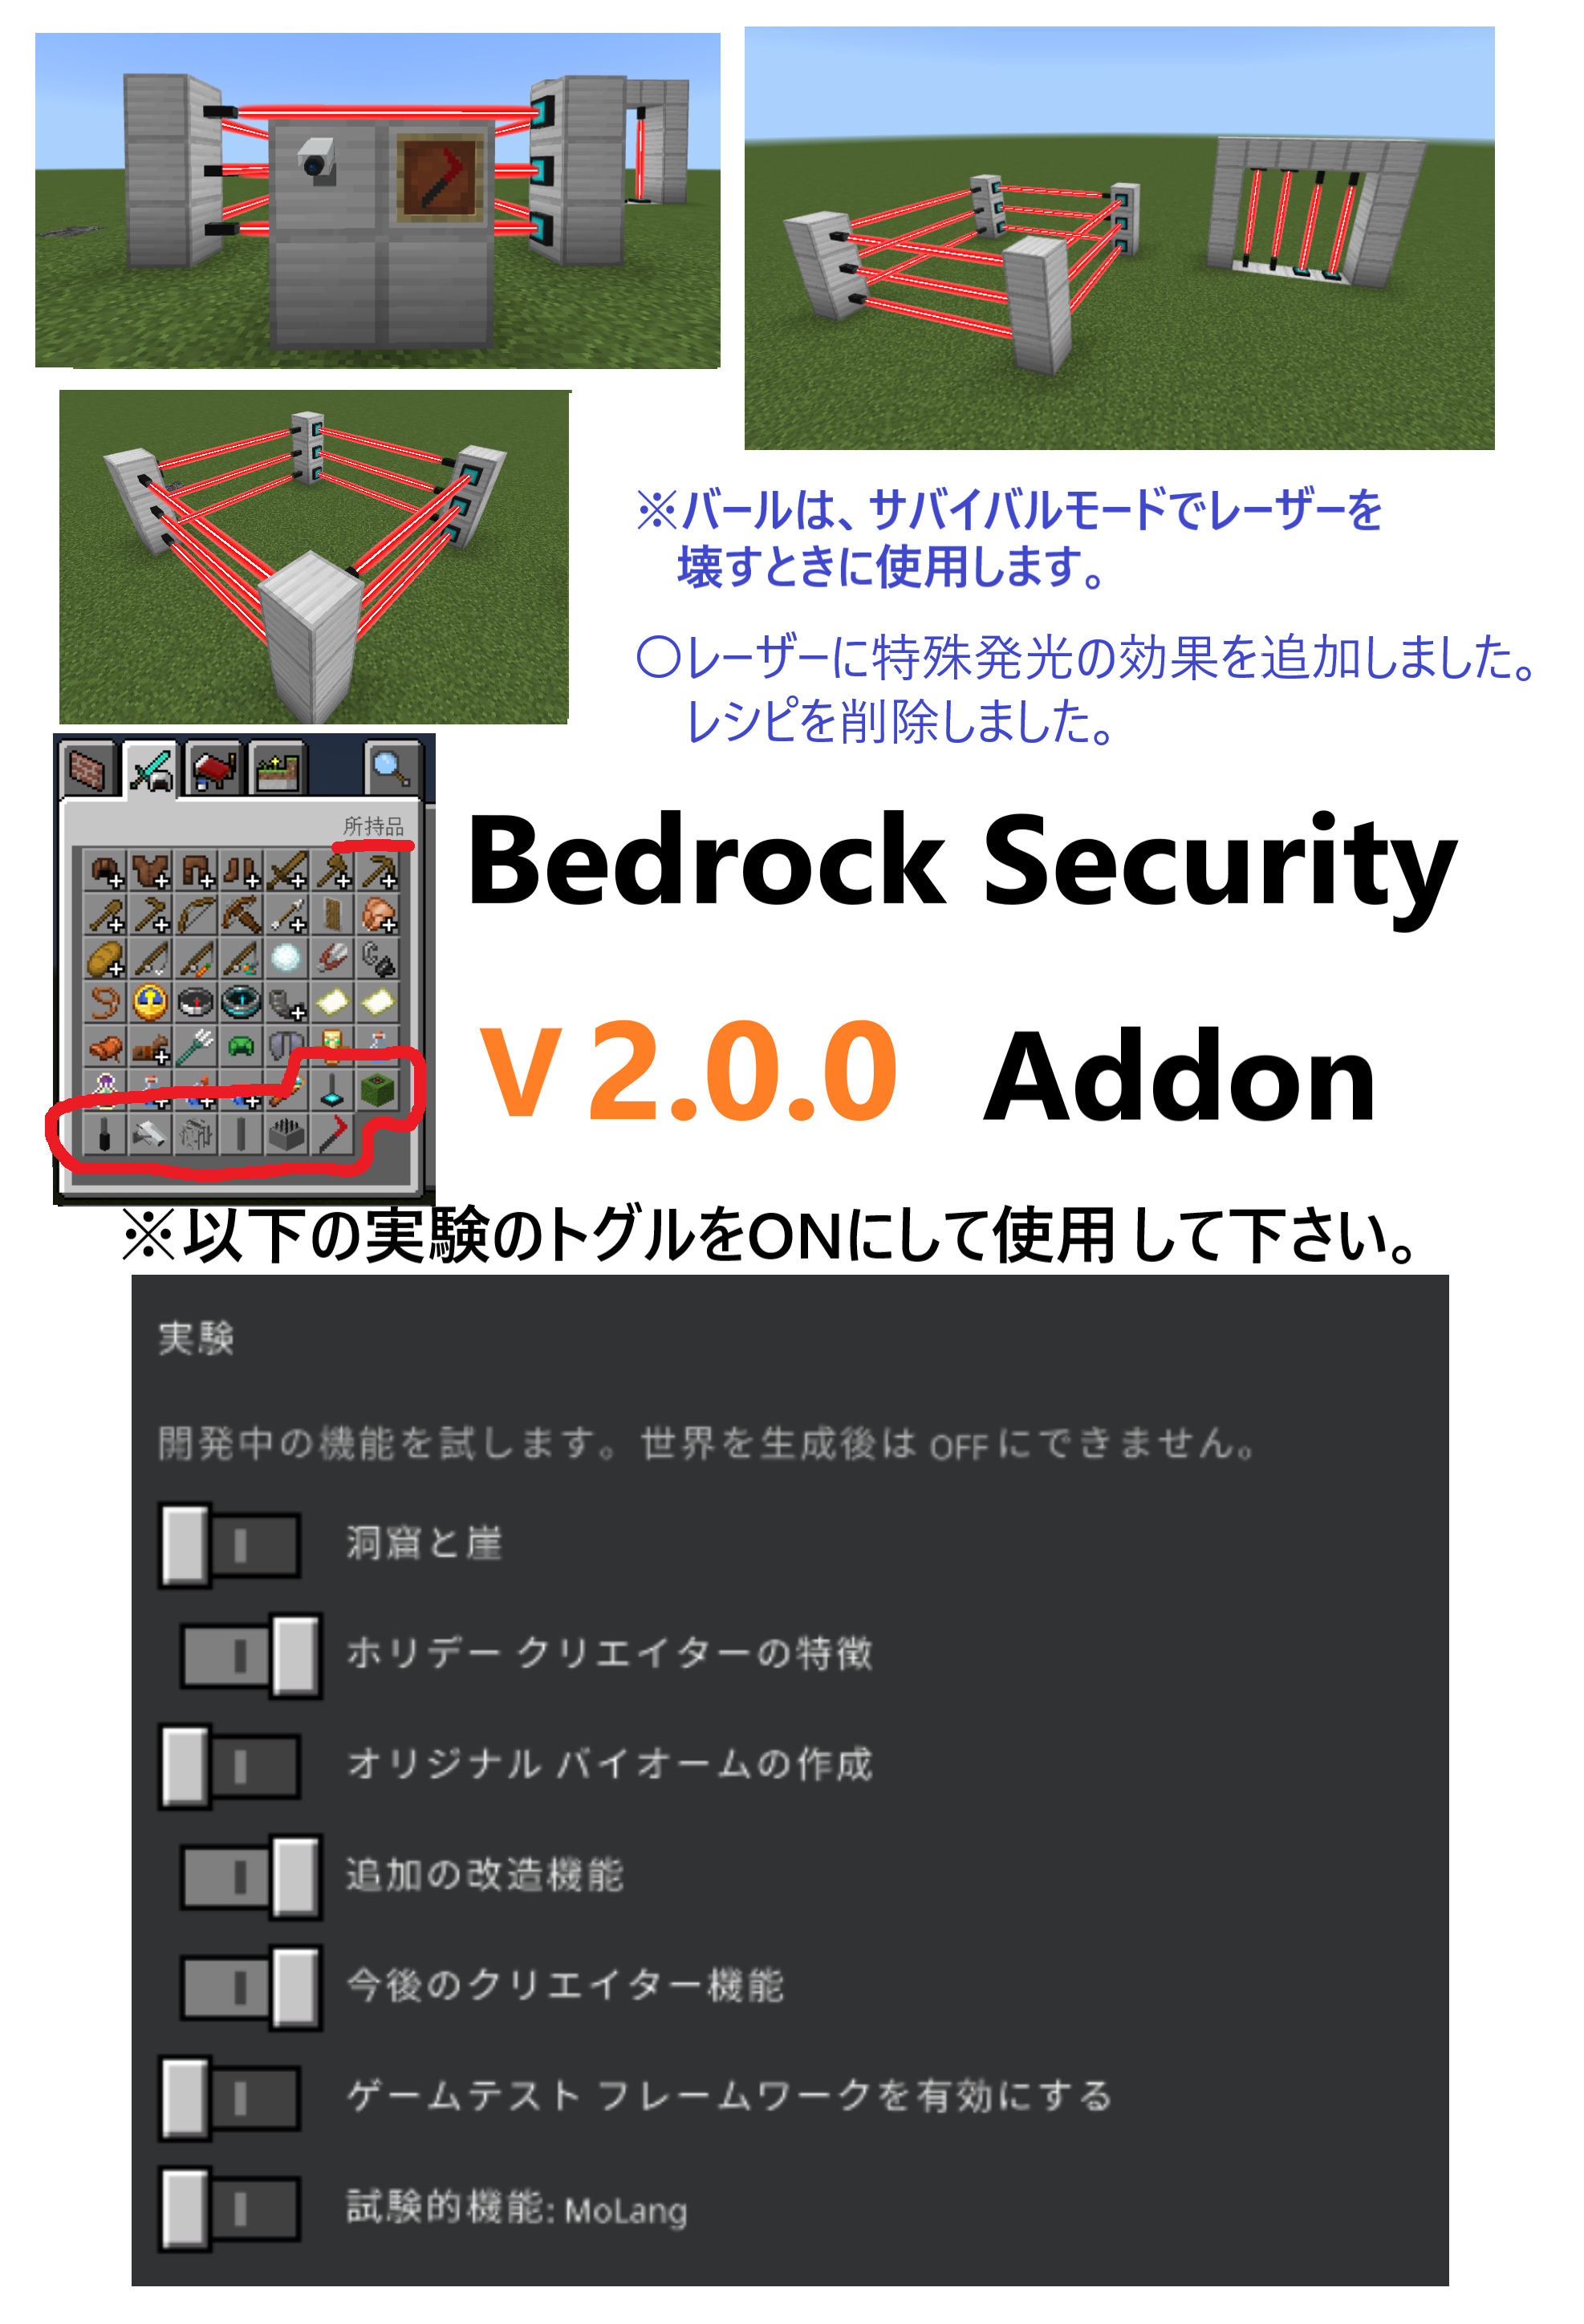 ※バールは、サバイバルモードでレーザーを
壊すときに使用します。
〇レーザーに特殊発光の効果を追加しました。
レシピを削除しました。
所持品
Bedrock Security
V 2.0.0 Addon
※以下の実験のトグルをONにして使用して下さい。
実験
開発中の機能を試します。世界を生成後は OFF にできません。
洞窟と崖
ホリデー クリエイターの特徴
オリジナル バイオームの作成
追加の改造機能
今後のクリエイター機能
ゲームテスト フレームワークを有効にする
試験的機能: MoLang